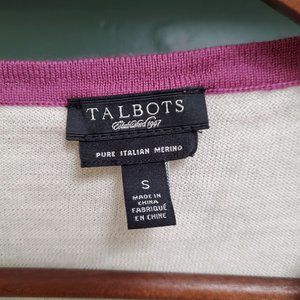 TALBOTS
Established 1947
PURE ITALIAN MERINO
S
MADE IN
CHINA
FABRIQUÉ
EN CHINE